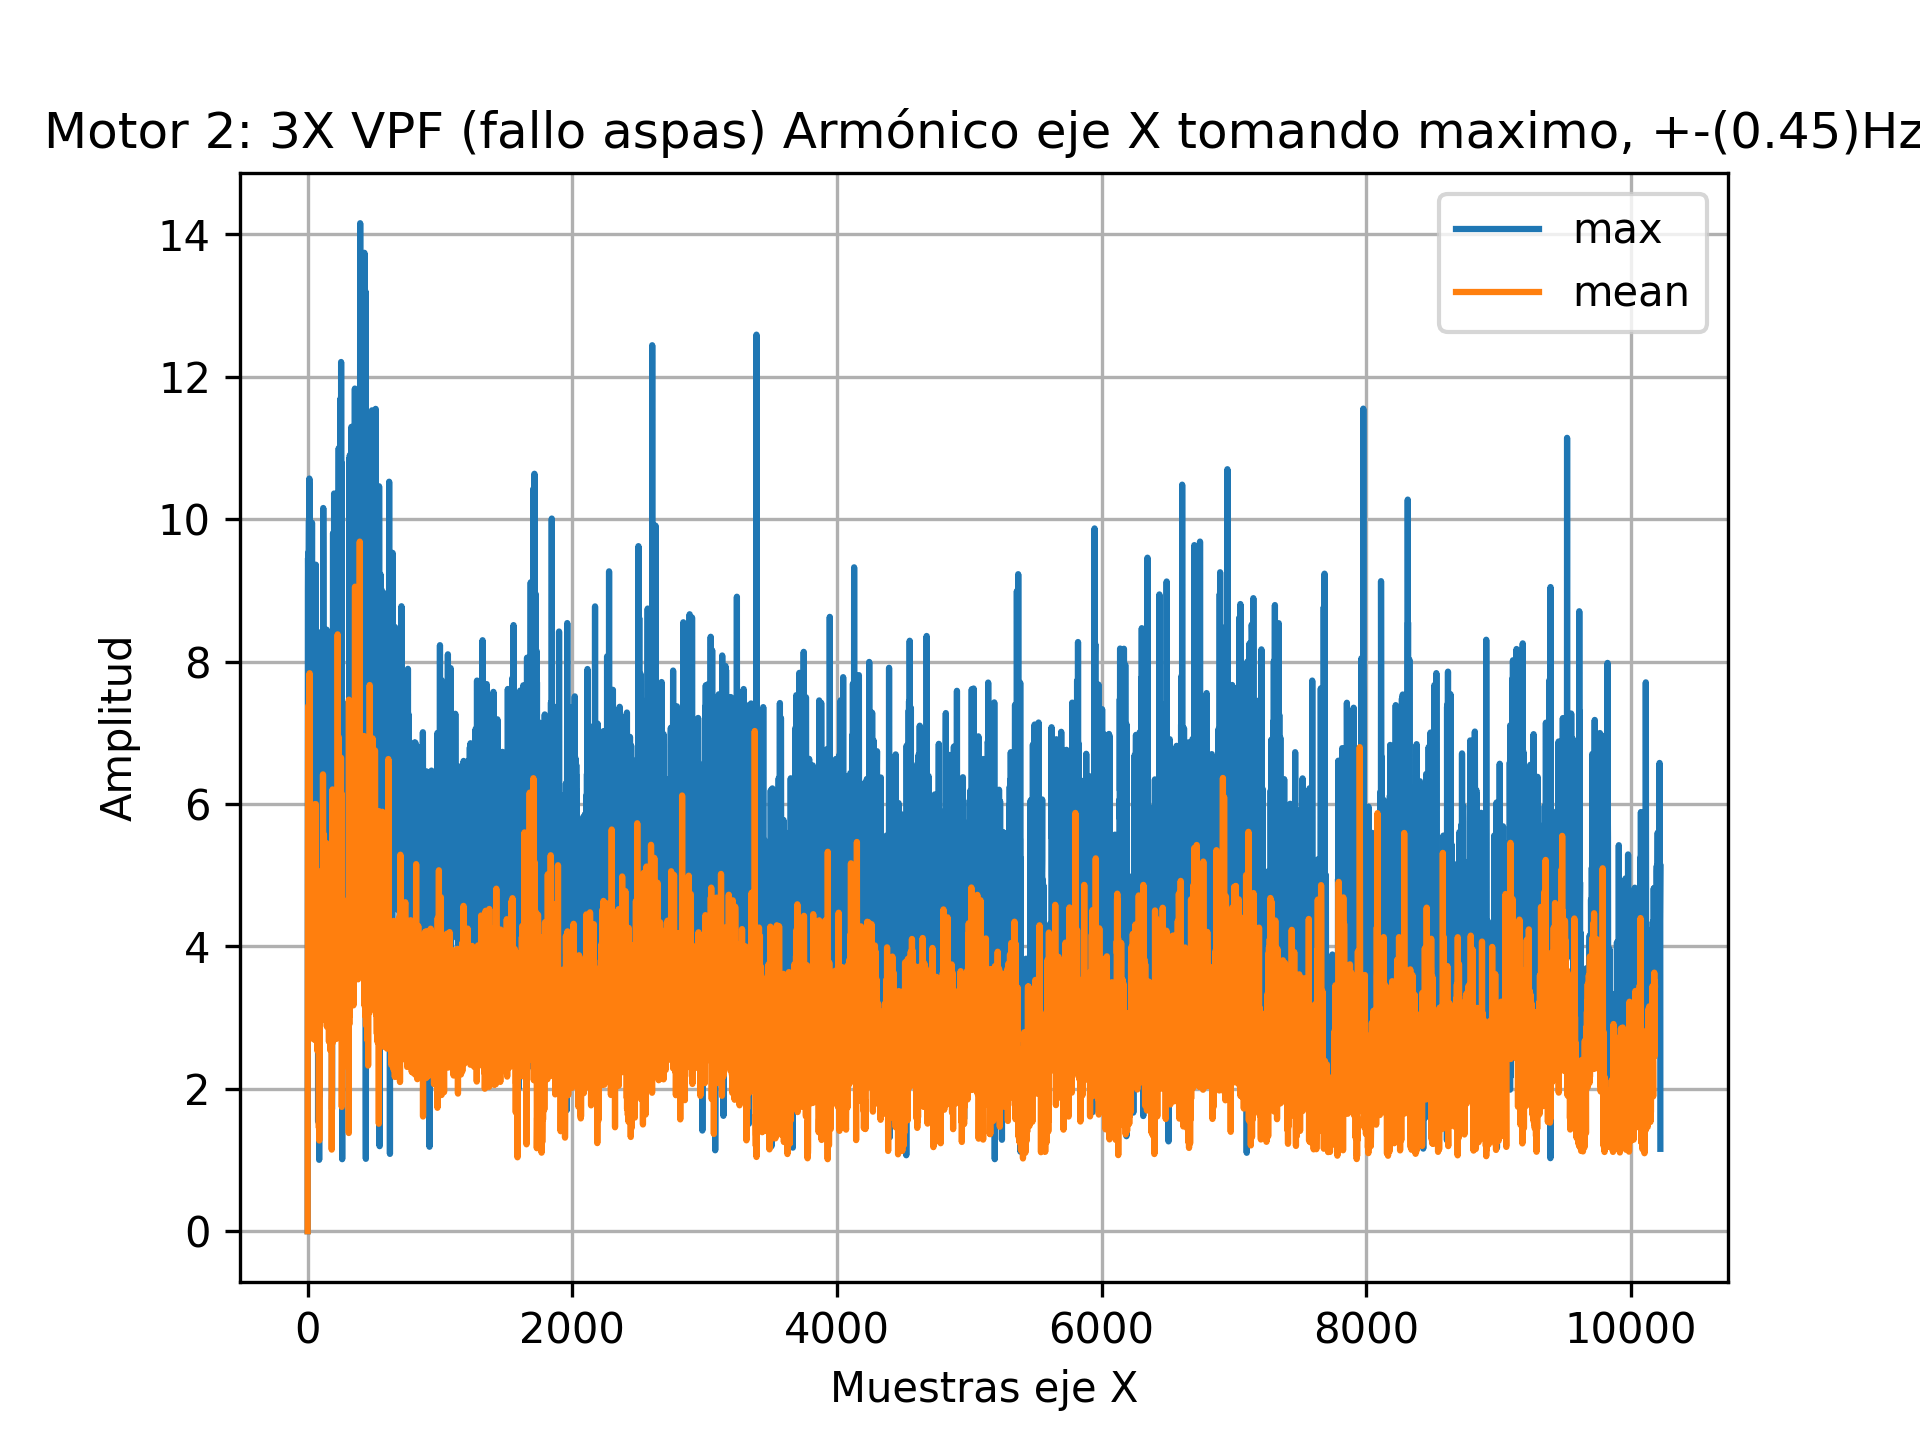 Motor 2: 3X VPF (fallo aspas) Armónico eje X tomando maximo, +-(0.45)Hz
max
mean
14
12
10
8
6
4
2
0
Amplitud
0 2000 4000 6000 8000 10000
Muestras eje X